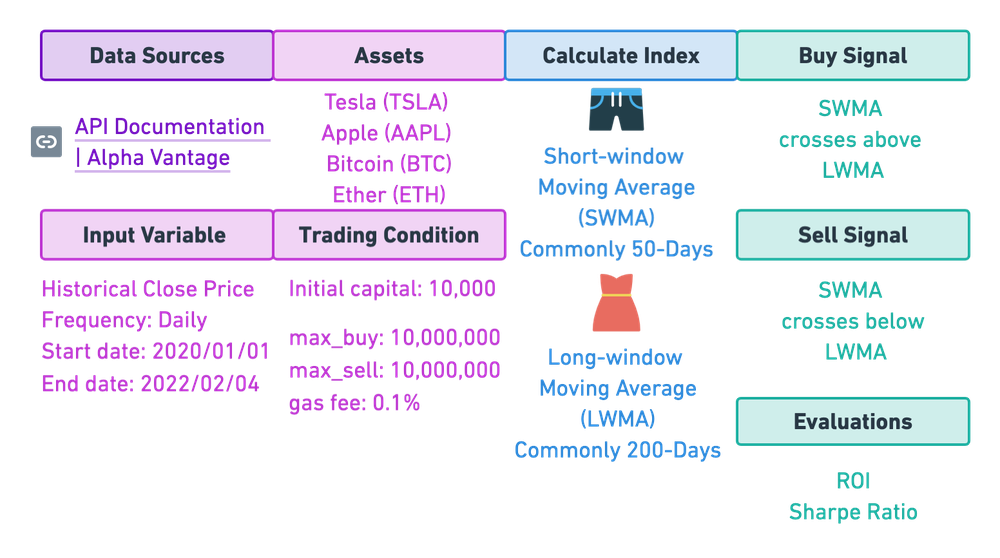 Data Sources
API Documentation
| Alpha Vantage
Assets
Tesla (TSLA)
Apple (AAPL)
Bitcoin (BTC)
Ether (ETH)
Input Variable
Historical Close Price
Frequency: Daily
Start date: 2020/01/01
End date: 2022/02/04
Trading Condition
Initial capital: 10,000
max_buy: 10,000,000
max_sell: 10,000,000
gas fee: 0.1%
Calculate Index
Short-window
Moving Average
(SWMA)
Commonly 50-Days
Long-window
Moving Average
(LWMA)
Commonly 200-Days
Buy Signal
SWMA
crosses above
LWMA
Sell Signal
SWMA
crosses below
LWMA
Evaluations
ROI
Sharpe Ratio